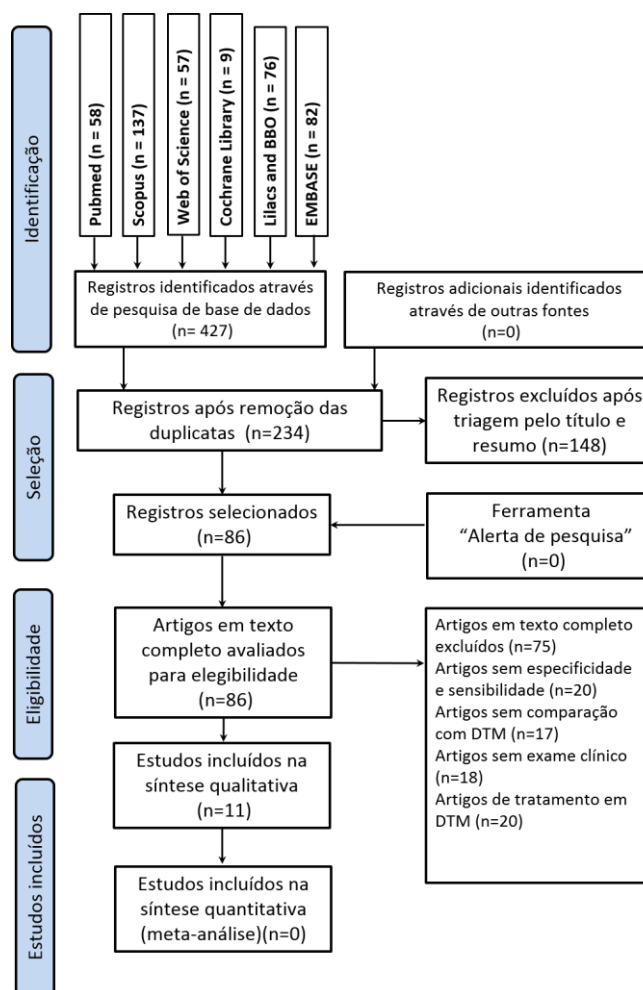 Identificação
Pubmed (n = 58)
Scopus (n = 137)
Web of Science (n = 57)
Cochrane Library (n = 9)
Lilacs and BBO (n = 76)
EMBASE (n = 82)
Registros identificados através
de pesquisa de base de dados
(n= 427)
Registros adicionais identificados
através de outras fontes
(n=0)
Seleção
Registros após remoção das
duplicatas (n=234)
Registros excluídos após
triagem pelo título e
resumo (n=148)
Registros selecionados
(n=86)
Ferramenta
“Alerta de pesquisa”
(n=0)
Eligibilidade
Artigos em texto
completo avaliados
para elegebilidade
(n=86)
Artigos em texto completo
excluídos (n=75)
Artigos sem especificidade
e sensibilidade (n=20)
Artigos sem comparação
com DTM (n=17)
Artigos sem exame clínico
(n=18)
Artigos de tratamento em
DTM (n=20)
Estudos incluídos na
síntese qualitativa
(n=11)
Estudos incluídos
Estudos incluídos na
síntese quantitativa
(meta-análise)(n=0)